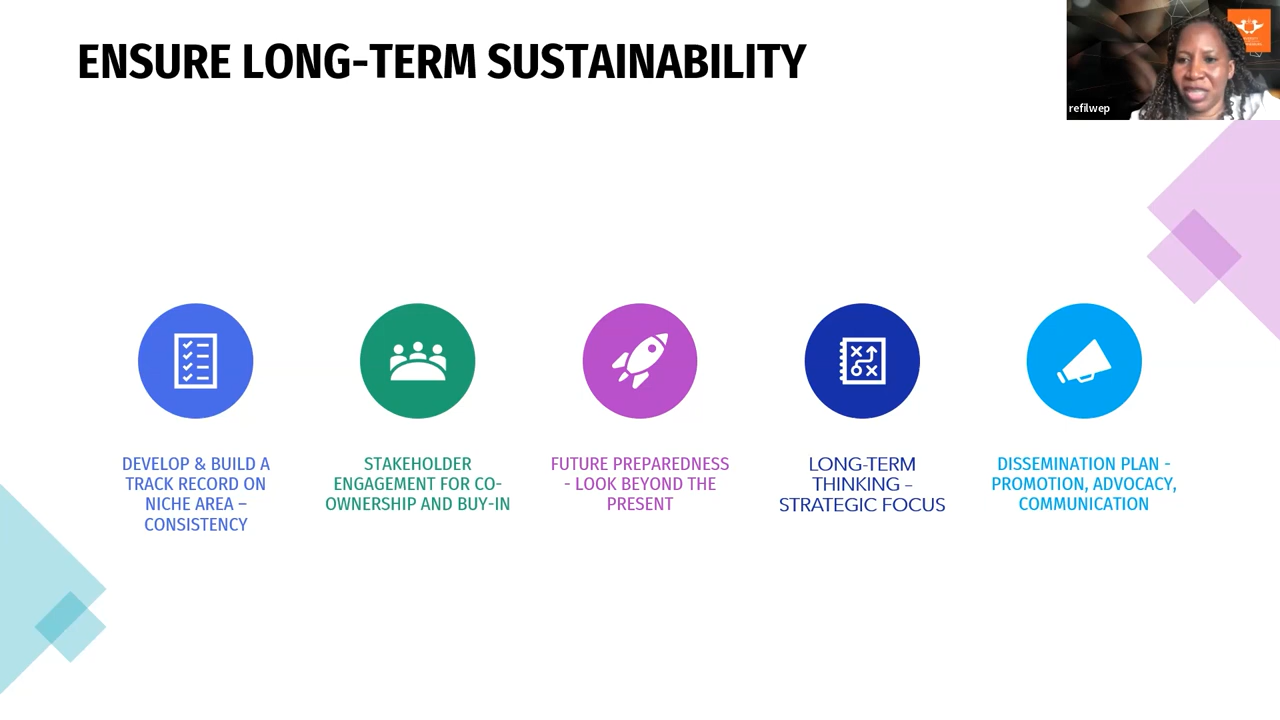 ENSURE LONG-TERM SUSTAINABILITY
refilwep
DEVELOP & BUILD A
TRACK RECORD ON
NICHE AREA –
CONSISTENCY
STAKEHOLDER
ENGAGEMENT FOR CO-
OWNERSHIP AND BUY-IN
FUTURE PREPAREDNESS
- LOOK BEYOND THE
PRESENT
LONG-TERM
THINKING –
STRATEGIC FOCUS
DISSEMINATION PLAN -
PROMOTION, ADVOCACY,
COMMUNICATION